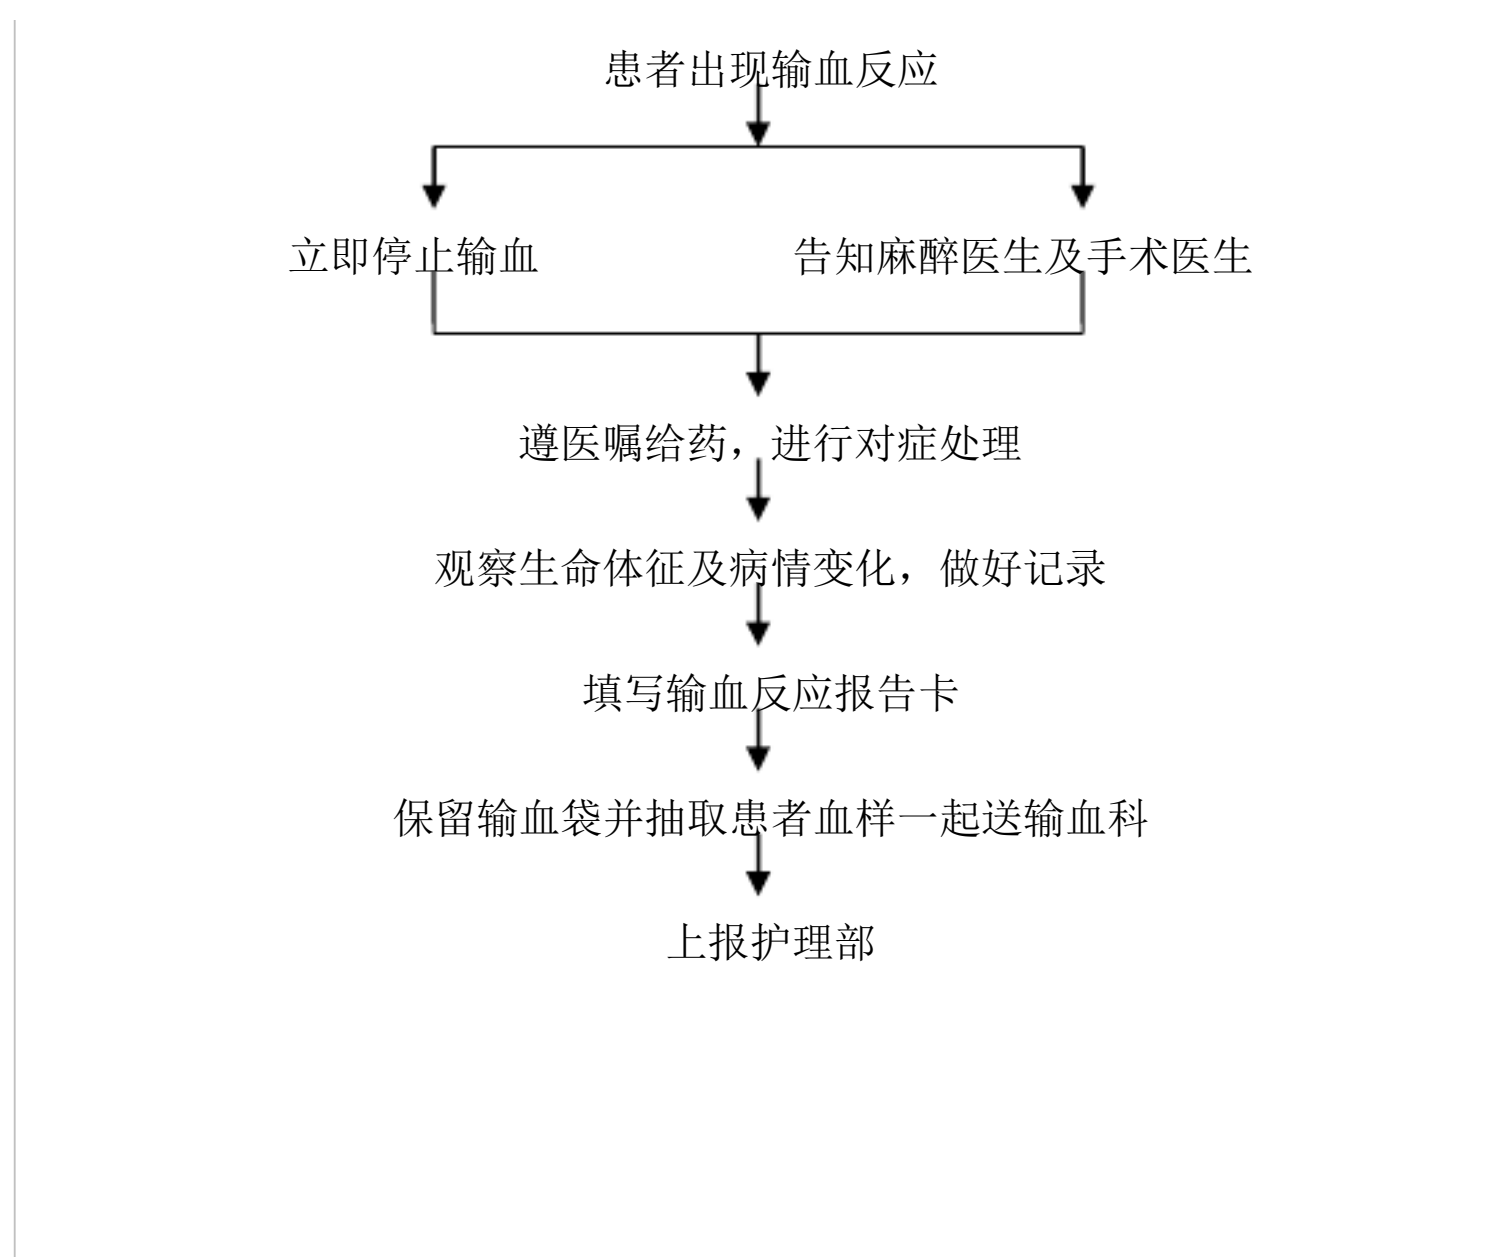 患者出现输血反应
立即停止输血
告知麻醉医生及手术医生
遵医嘱给药，进行对症处理
观察生命体征及病情变化，做好记录
填写输血反应报告卡
保留输血袋并抽取患者血样一起送输血科
上报护理部